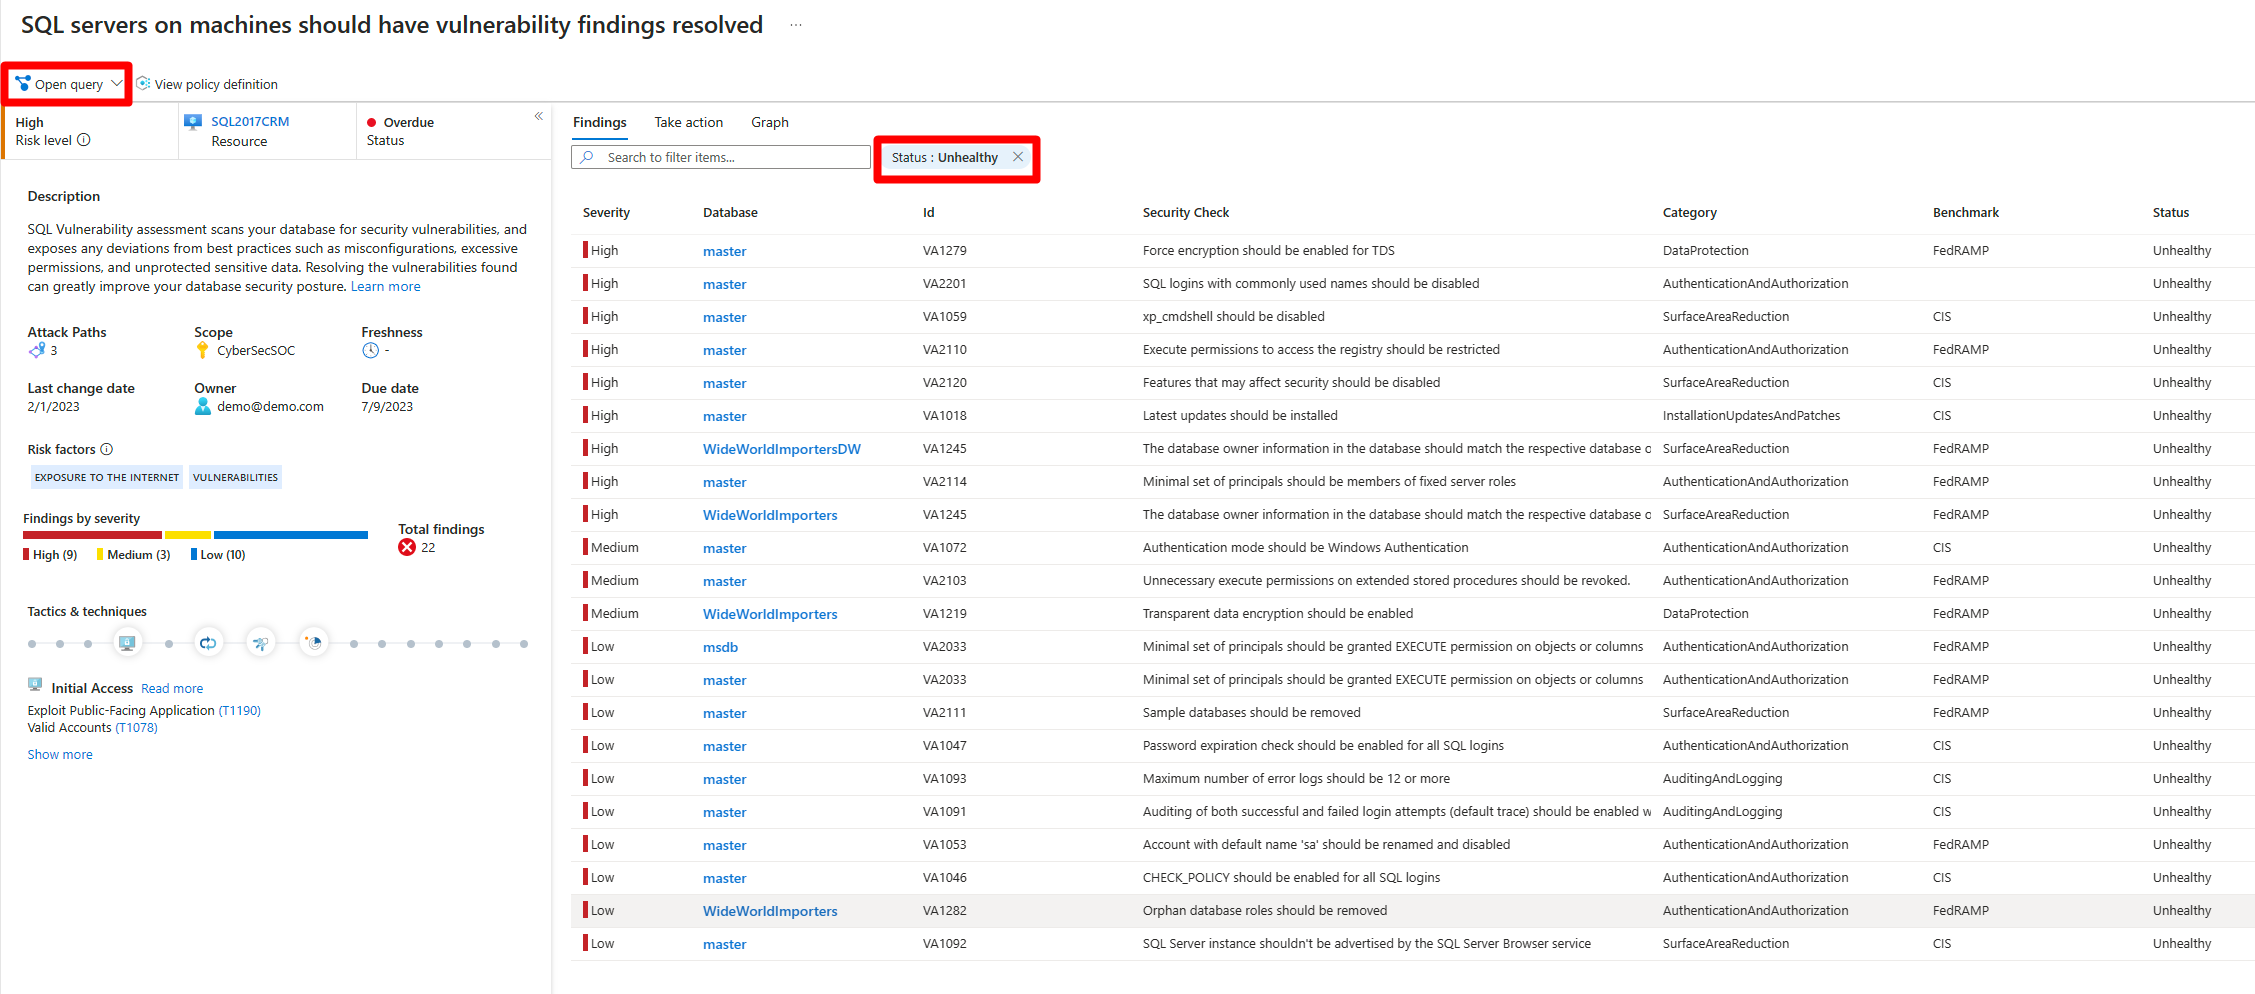 SQL servers on machines should have vulnerability findings resolved ...
Open query View policy definition
High
Risk level
SQL2017CRM
Resource
Overdue
Status
Description
SQL Vulnerability assessment scans your database for security vulnerabilities, and
exposes any deviations from best practices such as misconfigurations, excessive
permissions, and unprotected sensitive data. Resolving the vulnerabilities found
can greatly improve your database security posture. Learn more
Attack Paths Scope Freshness
3 CyberSecSOC -
Last change date Owner Due date
2/1/2023 demo@demo.com 7/9/2023
Risk factors
EXPOSURE TO THE INTERNET VULNERABILITIES
Findings by severity
High (9) Medium (3) Low (10)
Total findings
22
Tactics & techniques
Initial Access Read more
Exploit Public-Facing Application (T1190)
Valid Accounts (T1078)
Show more
Findings Take action Graph
Search to filter items... Status : Unhealthy
Severity Database Id Security Check Category Benchmark Status
High master VA1279 Force encryption should be enabled for TDS DataProtection FedRAMP Unhealthy
High master VA2201 SQL logins with commonly used names should be disabled AuthenticationAndAuthorization Unhealthy
High master VA1059 xp_cmdshell should be disabled SurfaceAreaReduction CIS Unhealthy
High master VA2110 Execute permissions to access the registry should be restricted AuthenticationAndAuthorization FedRAMP Unhealthy
High master VA2120 Features that may affect security should be disabled SurfaceAreaReduction CIS Unhealthy
High master VA1018 Latest updates should be installed InstallationUpdatesAndPatches CIS Unhealthy
High WideWorldImportersDW VA1245 The database owner information in the database should match the respective database o SurfaceAreaReduction FedRAMP Unhealthy
High master VA2114 Minimal set of principals should be members of fixed server roles AuthenticationAndAuthorization FedRAMP Unhealthy
High WideWorldImporters VA1245 The database owner information in the database should match the respective database o SurfaceAreaReduction FedRAMP Unhealthy
Medium master VA1072 Authentication mode should be Windows Authentication AuthenticationAndAuthorization CIS Unhealthy
Medium master VA2103 Unnecessary execute permissions on extended stored procedures should be revoked. AuthenticationAndAuthorization FedRAMP Unhealthy
Medium WideWorldImporters VA1219 Transparent data encryption should be enabled DataProtection FedRAMP Unhealthy
Low msdb VA2033 Minimal set of principals should be granted EXECUTE permission on objects or columns AuthenticationAndAuthorization FedRAMP Unhealthy
Low master VA2033 Minimal set of principals should be granted EXECUTE permission on objects or columns AuthenticationAndAuthorization FedRAMP Unhealthy
Low master VA2111 Sample databases should be removed SurfaceAreaReduction FedRAMP Unhealthy
Low master VA1047 Password expiration check should be enabled for all SQL logins AuthenticationAndAuthorization CIS Unhealthy
Low master VA1093 Maximum number of error logs should be 12 or more AuditingAndLogging CIS Unhealthy
Low master VA1091 Auditing of both successful and failed login attempts (default trace) should be enabled w AuditingAndLogging CIS Unhealthy
Low master VA1053 Account with default name 'sa' should be renamed and disabled AuthenticationAndAuthorization FedRAMP Unhealthy
Low master VA1046 CHECK_POLICY should be enabled for all SQL logins AuthenticationAndAuthorization CIS Unhealthy
Low WideWorldImporters VA1282 Orphan database roles should be removed AuthenticationAndAuthorization FedRAMP Unhealthy
Low master VA1092 SQL Server instance shouldn't be advertised by the SQL Server Browser service SurfaceAreaReduction CIS Unhealthy